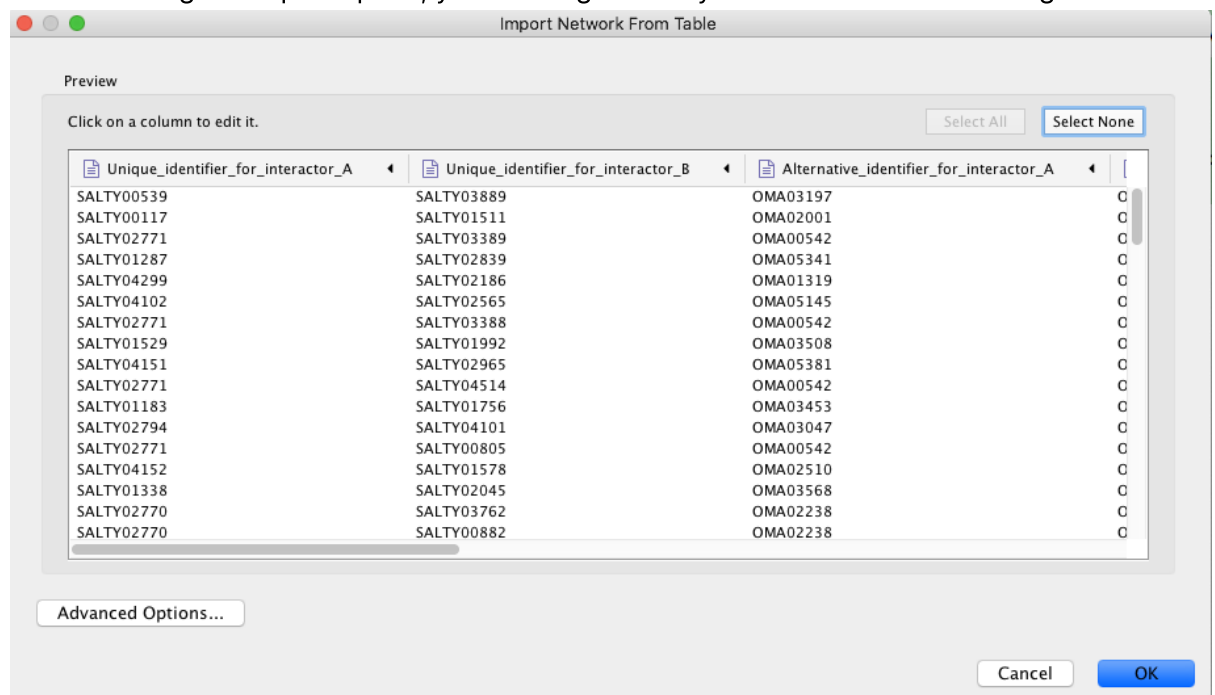 Import Network From Table
Preview
Click on a column to edit it.
Select All
Select None
Unique_identifier_for_interactor_A Unique_identifier_for_interactor_B Alternative_identifier_for_interactor_A
SALTY00539 SALTY03889 OMA03197 O
SALTY00117 SALTY01511 OMA02001 O
SALTY02771 SALTY03389 OMA00542 O
SALTY01287 SALTY02839 OMA05341 O
SALTY04299 SALTY02186 OMA01319 O
SALTY04102 SALTY02565 OMA05145 O
SALTY02771 SALTY03388 OMA00542 O
SALTY01529 SALTY01992 OMA03508 O
SALTY04151 SALTY02965 OMA05381 O
SALTY02771 SALTY04514 OMA00542 O
SALTY01183 SALTY01756 OMA03453 O
SALTY02794 SALTY04101 OMA03047 O
SALTY02771 SALTY00805 OMA00542 O
SALTY04152 SALTY01578 OMA02510 O
SALTY01338 SALTY02045 OMA03568 O
SALTY02770 SALTY03762 OMA02238 O
SALTY02770 SALTY00882 OMA02238 O
Advanced Options...
Cancel
OK